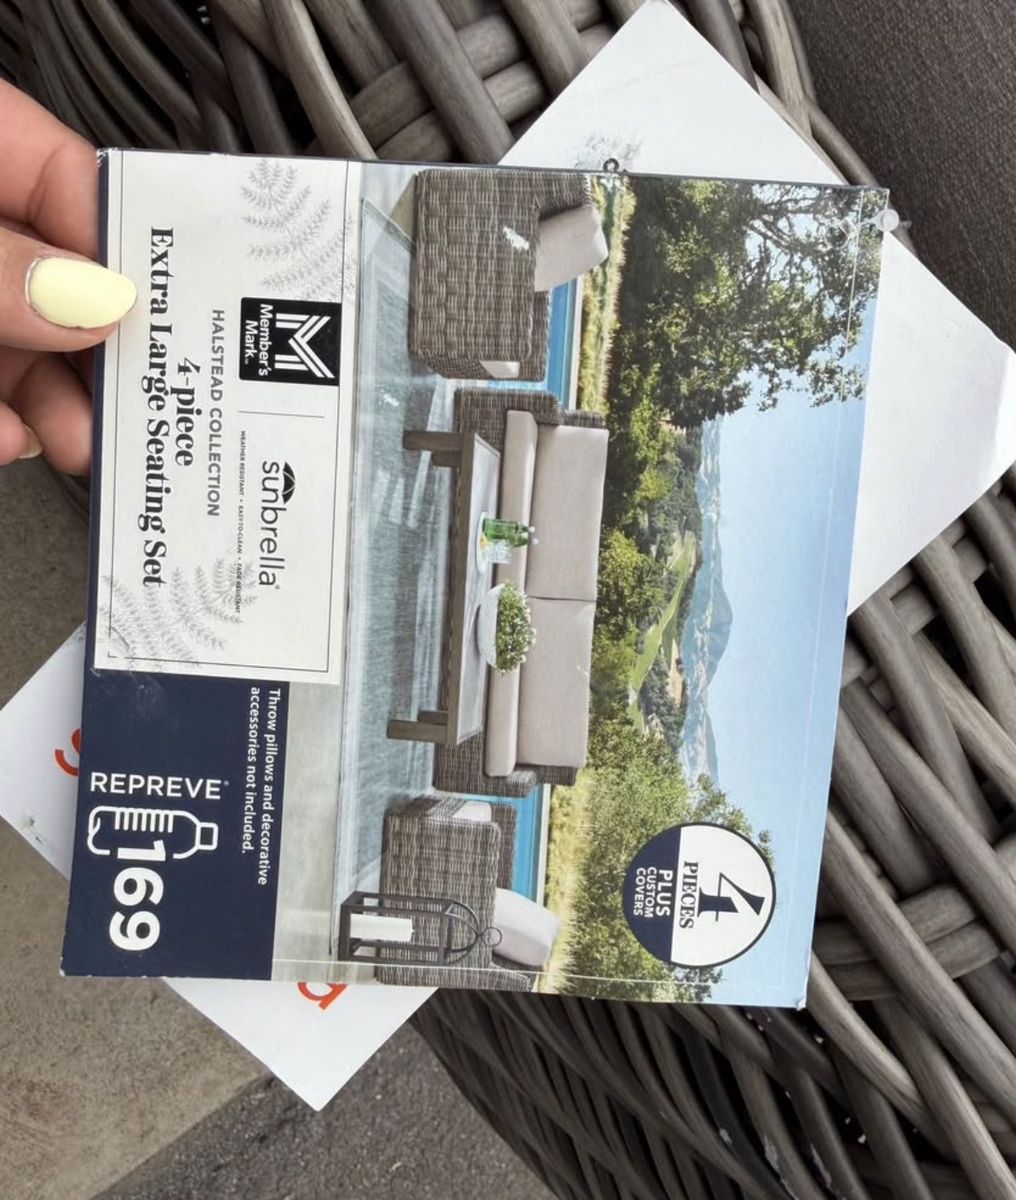 Member's
Mark™
sunbrella®
WEATHER RESISTANT • EASY-TO-CLEAN • FADE RESISTANT
HALSTEAD COLLECTION
4-piece
Extra Large Seating Set
Throw pillows and decorative
accessories not included.
REPREVE®
169
4
PIECES
PLUS
CUSTOM
COVERS